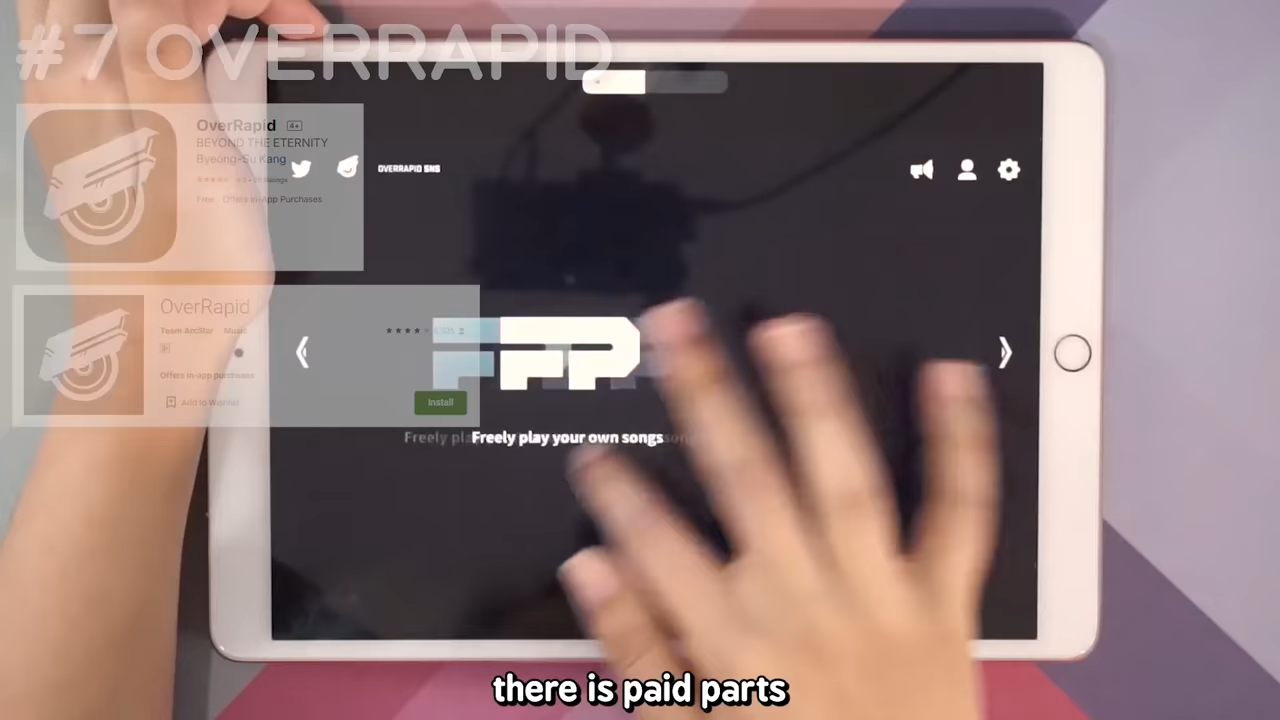 #7 OVERRAPID
OverRapid 4+
BEYOND THE ETERNITY
Byeong-Su Kang
Free Offers In-App Purchases
OVERRAPID SNS
OverRapid
Team ArcStar Music
Offers in-app purchases
Add to Wishlist
Install
Freely play your own songs
there is paid parts